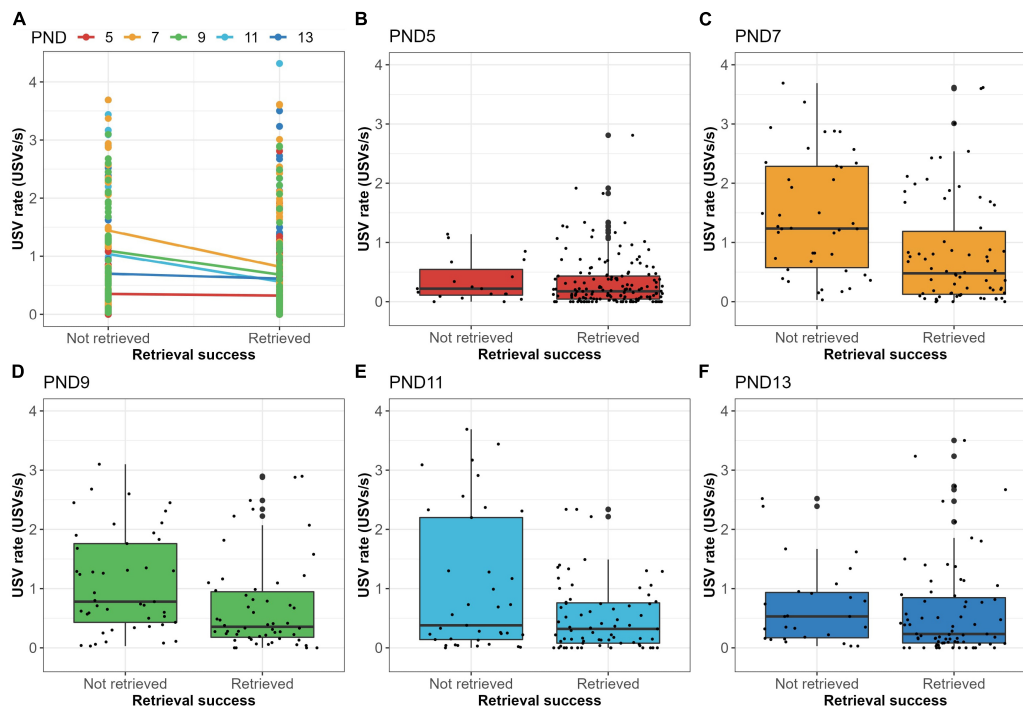 A
PND 5 7 9 11 13
USV rate (USVs/s)
4
3
2
1
0
Not retrieved Retrieved
Retrieval success
B
PND5
USV rate (USVs/s)
4
3
2
1
0
Not retrieved Retrieved
Retrieval success
C
PND7
USV rate (USVs/s)
4
3
2
1
0
Not retrieved Retrieved
Retrieval success
D
PND9
USV rate (USVs/s)
4
3
2
1
0
Not retrieved Retrieved
Retrieval success
E
PND11
USV rate (USVs/s)
4
3
2
1
0
Not retrieved Retrieved
Retrieval success
F
PND13
USV rate (USVs/s)
4
3
2
1
0
Not retrieved Retrieved
Retrieval success